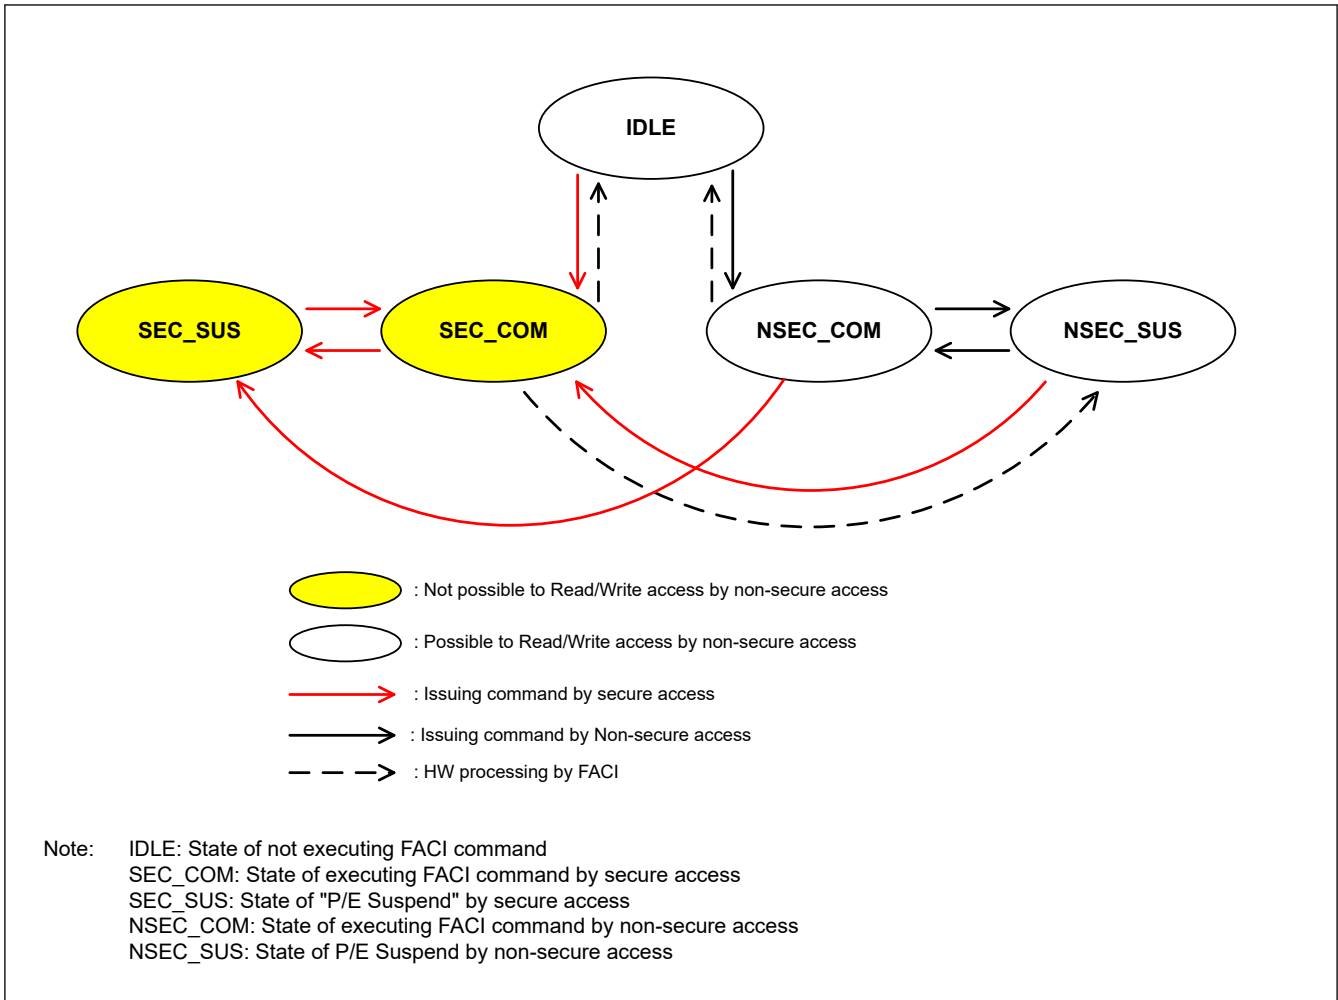 IDLE
SEC_SUS
SEC_COM
NSEC_COM
NSEC_SUS
: Not possible to Read/Write access by non-secure access
: Possible to Read/Write access by non-secure access
: Issuing command by secure access
: Issuing command by Non-secure access
: HW processing by FACI
Note: IDLE: State of not executing FACI command
SEC_COM: State of executing FACI command by secure access
SEC_SUS: State of "P/E Suspend" by secure access
NSEC_COM: State of executing FACI command by non-secure access
NSEC_SUS: State of P/E Suspend by non-secure access